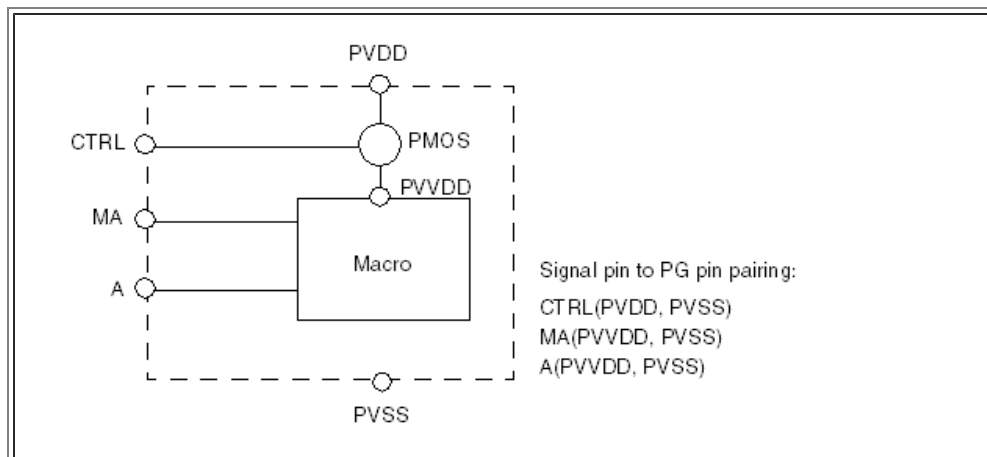 PVDD
CTRL
PMOS
PVVDD
MA
Macro
A
Signal pin to PG pin pairing:
CTRL(PVDD, PVSS)
MA(PVVDD, PVSS)
A(PVVDD, PVSS)
PVSS